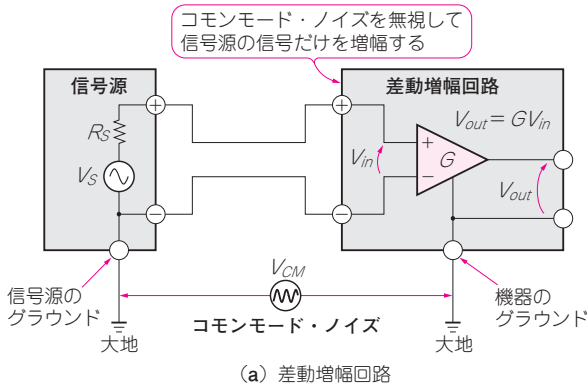 コモンモード・ノイズを無視して
信号源の信号だけを増幅する
信号源
RS
VS
+
−
差動増幅回路
+
−
Vin
+
−
G
Vout = GVin
Vout
信号源の
グラウンド
VCM
コモンモード・ノイズ
機器の
グラウンド
大地
大地
(a) 差動増幅回路